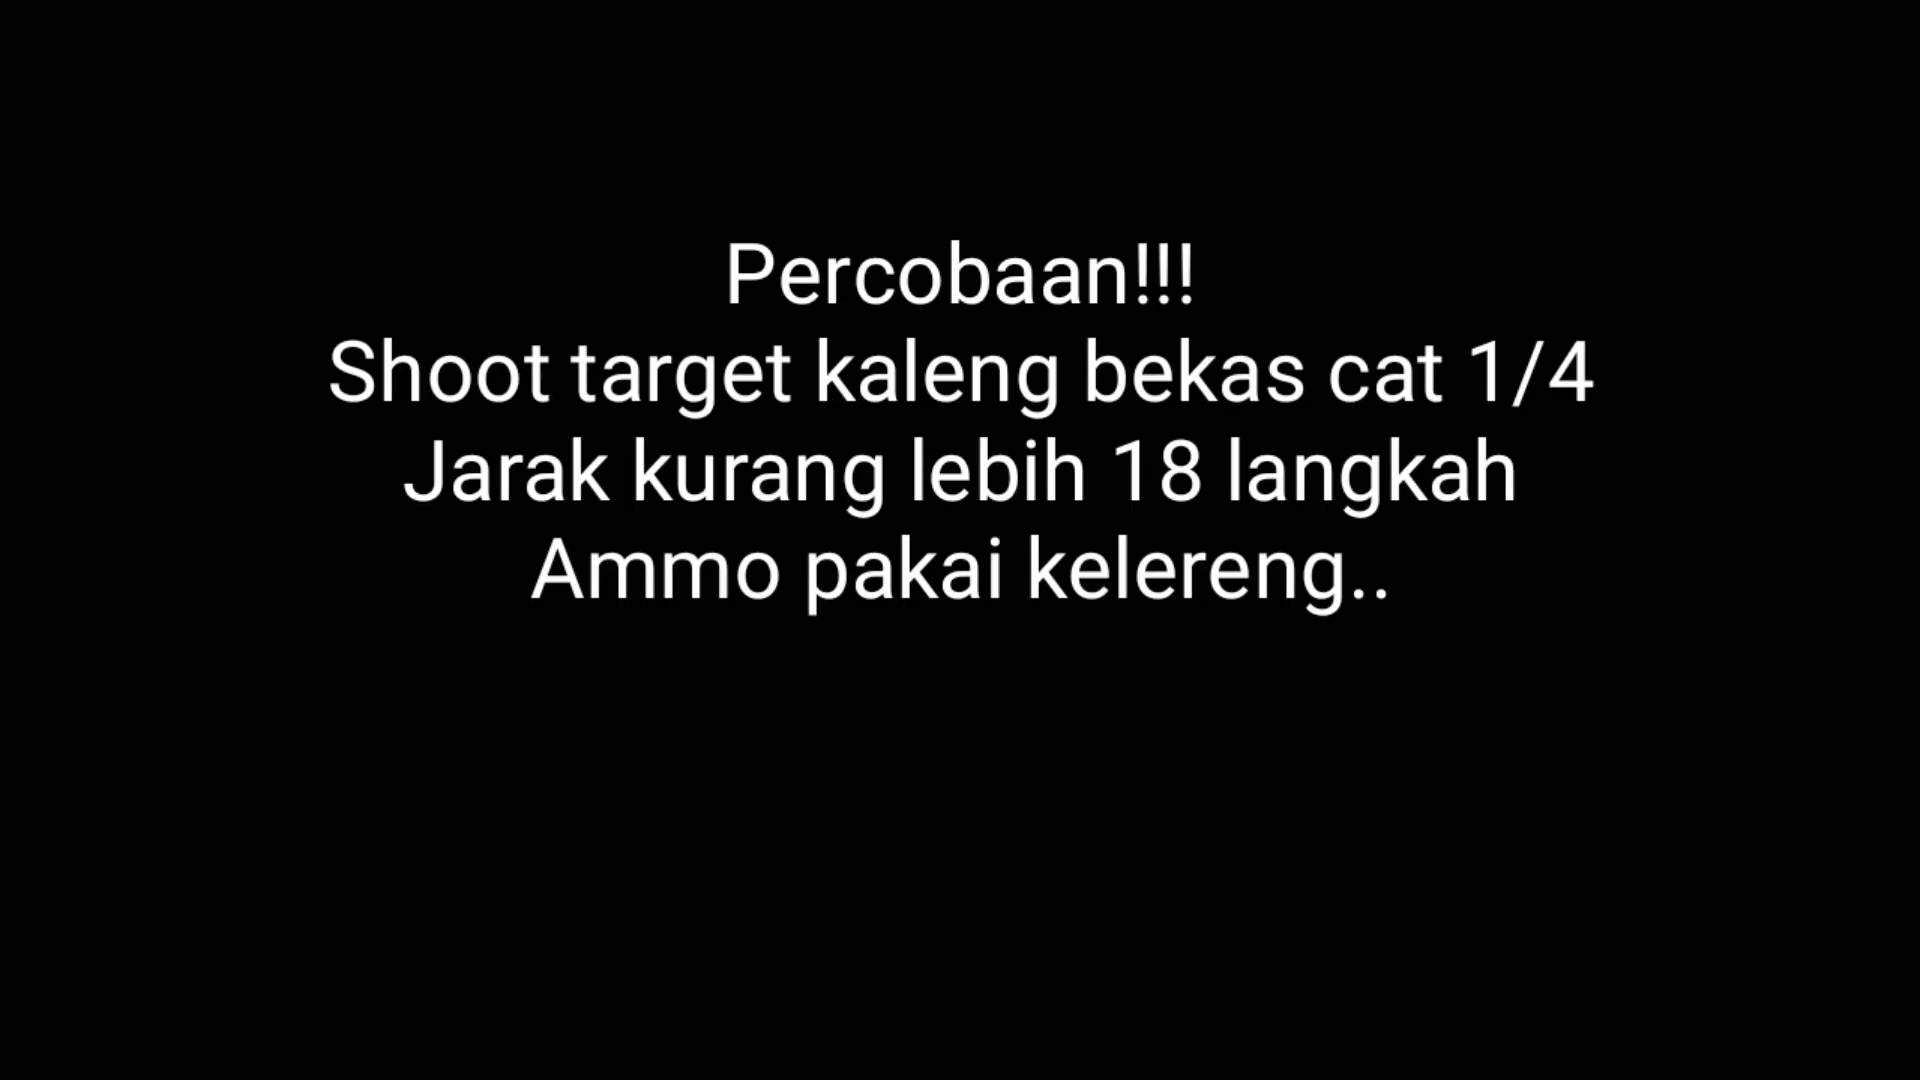 Percobaan!!!
Shoot target kaleng bekas cat 1/4
Jarak kurang lebih 18 langkah
Ammo pakai kelereng..